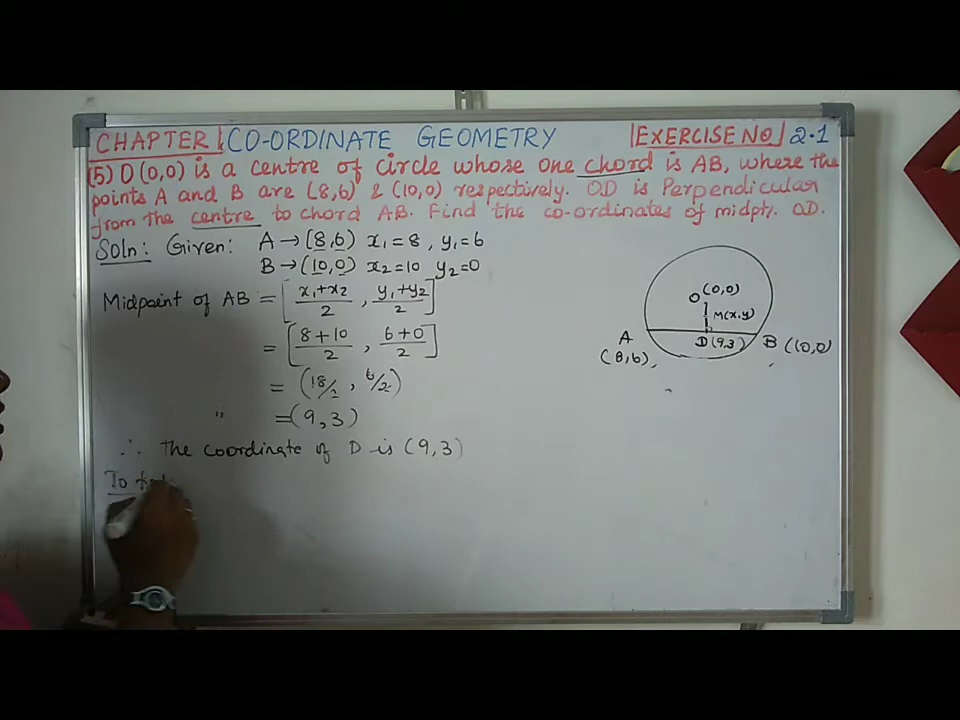 CHAPTER CO-ORDINATE GEOMETRY EXERCISE NO 2.1
(5) O (0,0) is a centre of circle whose one chord is AB, where the
points A and B are (8,6) & (10,0) respectively. OD is Perpendicular
from the centre to chord AB. Find the co-ordinates of midpt. OD.
Soln: Given: A → (8,6) x₁=8, y₁=6
B → (10,0) x₂=10 y₂=0
Midpoint of AB = [x₁+x₂/2, y₁+y₂/2]
= [8+10/2, 6+0/2]
= (18/2, 6/2)
" =(9,3)
∴ The coordinate of D is (9,3)
To
O (0,0)
M(x,y)
A D(9,3) B (10,0)
(8,6),